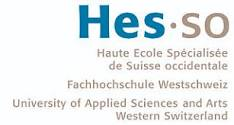 Hes·so
Haute Ecole Spécialisée
de Suisse occidentale
Fachhochschule Westschweiz
University of Applied Sciences and Arts
Western Switzerland